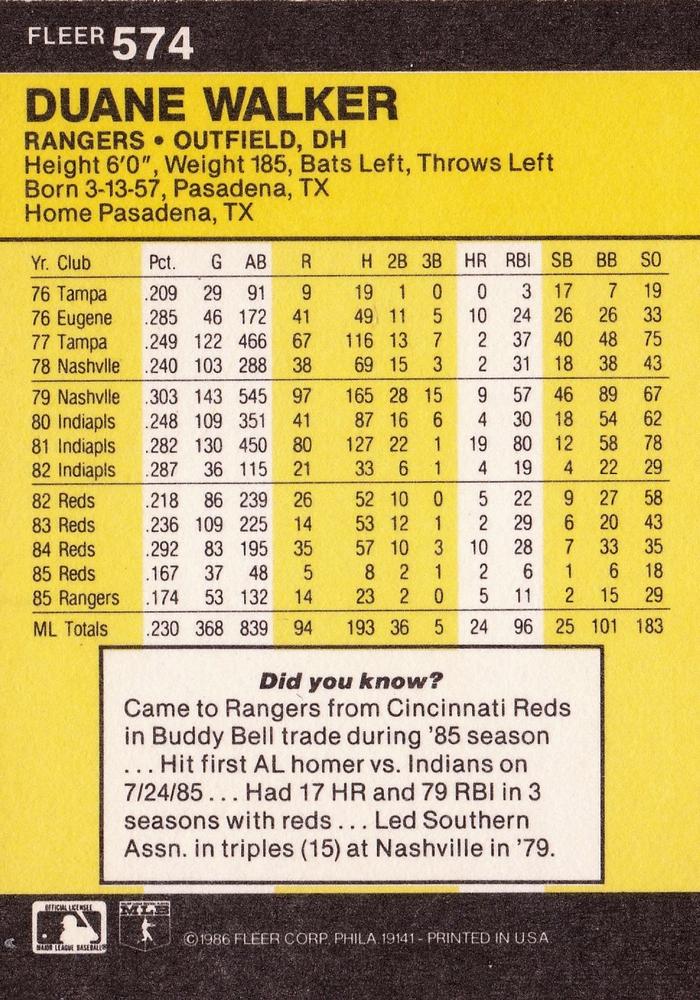 FLEER 574
DUANE WALKER
RANGERS • OUTFIELD, DH
Height 6'0", Weight 185, Bats Left, Throws Left
Born 3-13-57, Pasadena, TX
Home Pasadena, TX
Yr. Club Pct. G AB R H 2B 3B HR RBI SB BB SO
76 Tampa .209 29 91 9 19 1 0 0 3 17 7 19
76 Eugene .285 46 172 41 49 11 5 10 24 26 26 33
77 Tampa .249 122 466 67 116 13 7 2 37 40 48 75
78 Nashvlle .240 103 288 38 69 15 3 2 31 18 38 43
79 Nashvlle .303 143 545 97 165 28 15 9 57 46 89 67
80 Indiapls .248 109 351 41 87 16 6 4 30 18 54 62
81 Indiapls .282 130 450 80 127 22 1 19 80 12 58 78
82 Indiapls .287 36 115 21 33 6 1 4 19 4 22 29
82 Reds .218 86 239 26 52 10 0 5 22 9 27 58
83 Reds .236 109 225 14 53 12 1 2 29 6 20 43
84 Reds .292 83 195 35 57 10 3 10 28 7 33 35
85 Reds .167 37 48 5 8 2 1 2 6 1 6 18
85 Rangers .174 53 132 14 23 2 0 5 11 2 15 29
ML Totals .230 368 839 94 193 36 5 24 96 25 101 183
Did you know?
Came to Rangers from Cincinnati Reds
in Buddy Bell trade during '85 season
... Hit first AL homer vs. Indians on
7/24/85 ... Had 17 HR and 79 RBI in 3
seasons with reds ... Led Southern
Assn. in triples (15) at Nashville in '79.
OFFICIAL LICENSEE
MAJOR LEAGUE BASEBALL
©1986 FLEER CORP. PHILA. 19141 - PRINTED IN U.S.A.